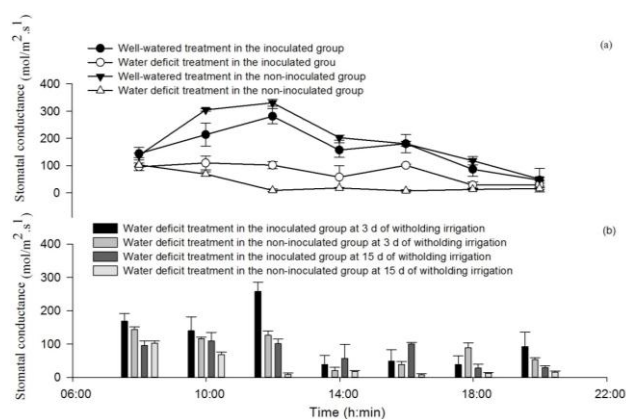 (a)
Well-watered treatment in the inoculated group
Water deficit treatment in the inoculated grou
Well-watered treatment in the non-inoculated group
Water deficit treatment in the non-inoculated group
Stomatal conductance (mol/m².s¹)
400
300
200
100
0
(b)
Water deficit treatment in the inoculated group at 3 d of witholding irrigation
Water deficit treatment in the non-inoculated group at 3 d of witholding irrigation
Water deficit treatment in the inoculated group at 15 d of witholding irrigation
Water deficit treatment in the non-inoculated group at 15 d of witholding irrigation
Stomatal conductance (mol/m².s¹)
400
300
200
100
0
06:00
10:00
14:00
18:00
22:00
Time (h:min)